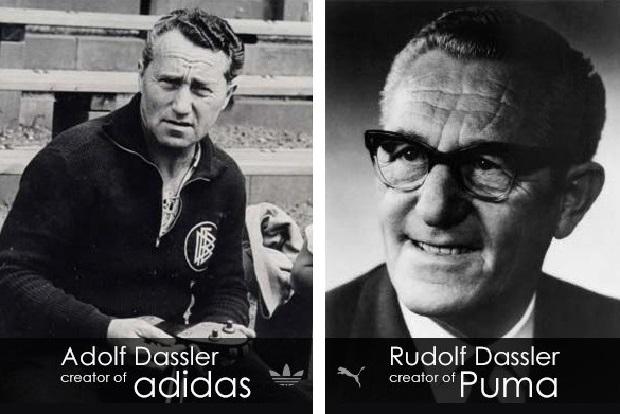 Adolf Dassler
creator of adidas
Rudolf Dassler
creator of Puma